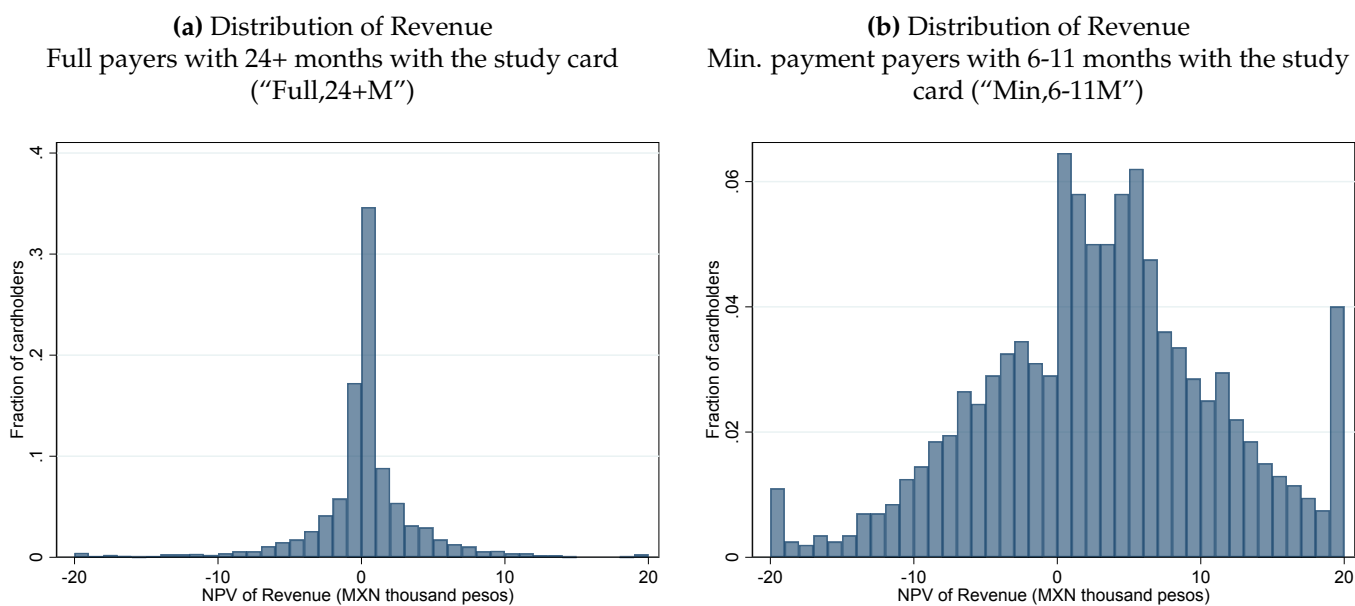 (a) Distribution of Revenue
Full payers with 24+ months with the study card
(“Full,24+M”)
.4
.3
.2
.1
0
Fraction of cardholders
-20
-10
0
10
20
NPV of Revenue (MXN thousand pesos)
(b) Distribution of Revenue
Min. payment payers with 6-11 months with the study
card (“Min,6-11M”)
.06
.04
.02
0
Fraction of cardholders
-20
-10
0
10
20
NPV of Revenue (MXN thousand pesos)